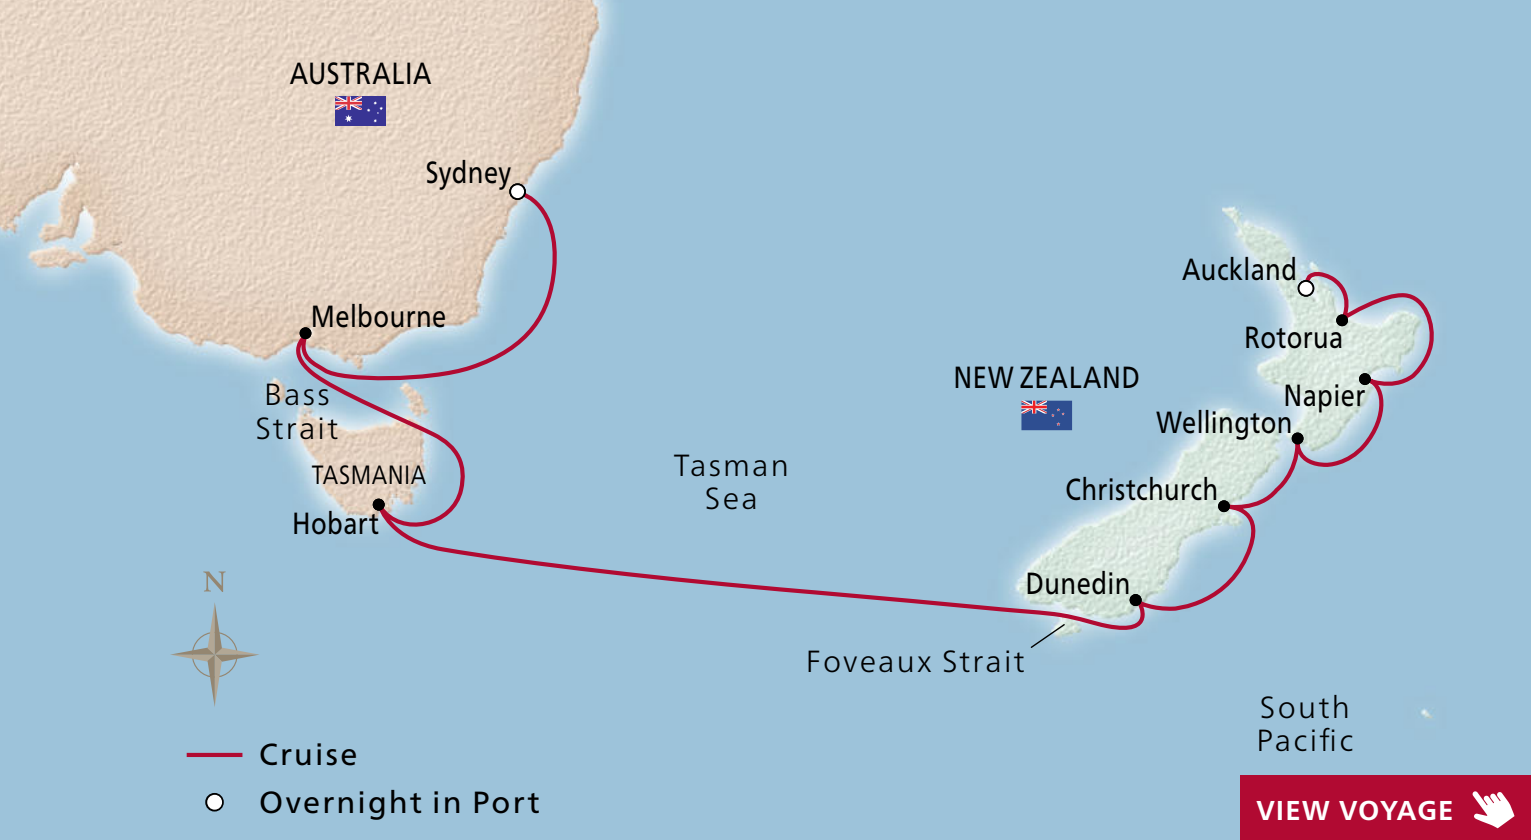 AUSTRALIA
Sydney
Melbourne
Bass
Strait
TASMANIA
Hobart
Tasman
Sea
NEW ZEALAND
Auckland
Rotorua
Napier
Wellington
Christchurch
Dunedin
Foveaux Strait
South
Pacific
N
Cruise
Overnight in Port
VIEW VOYAGE